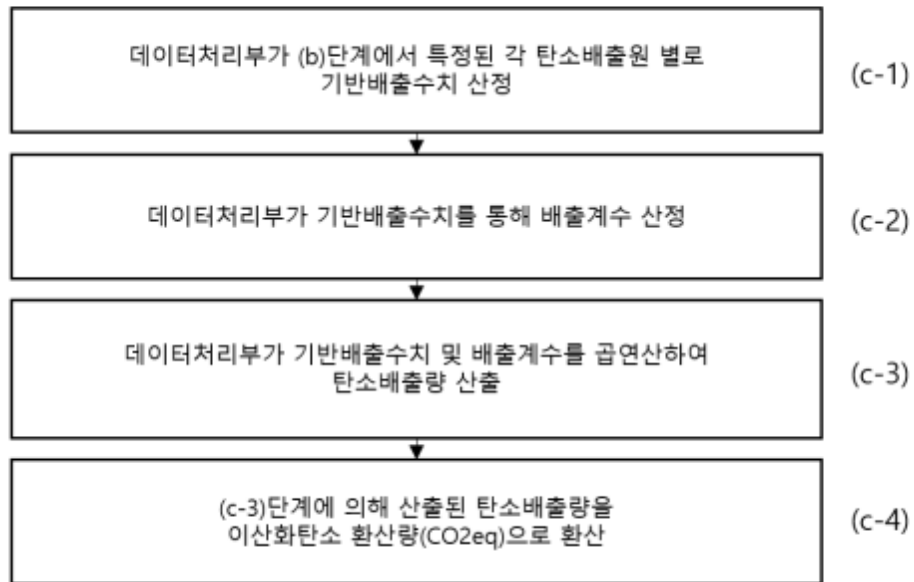 데이터처리부가 (b)단계에서 특정된 각 탄소배출원 별로
기반배출수치 산정
(c-1)
데이터처리부가 기반배출수치를 통해 배출계수 산정
(c-2)
데이터처리부가 기반배출수치 및 배출계수를 곱연산하여
탄소배출량 산출
(c-3)
(c-3)단계에 의해 산출된 탄소배출량을
이산화탄소 환산량(CO2eq)으로 환산
(c-4)